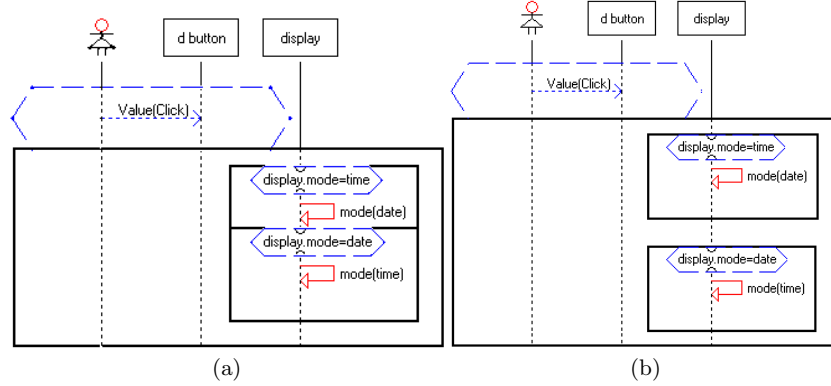 d button
display
Value(Click)
display.mode=time
mode(date)
display.mode=date
mode(time)
(a)
d button
display
Value(Click)
display.mode=time
mode(date)
display.mode=date
mode(time)
(b)